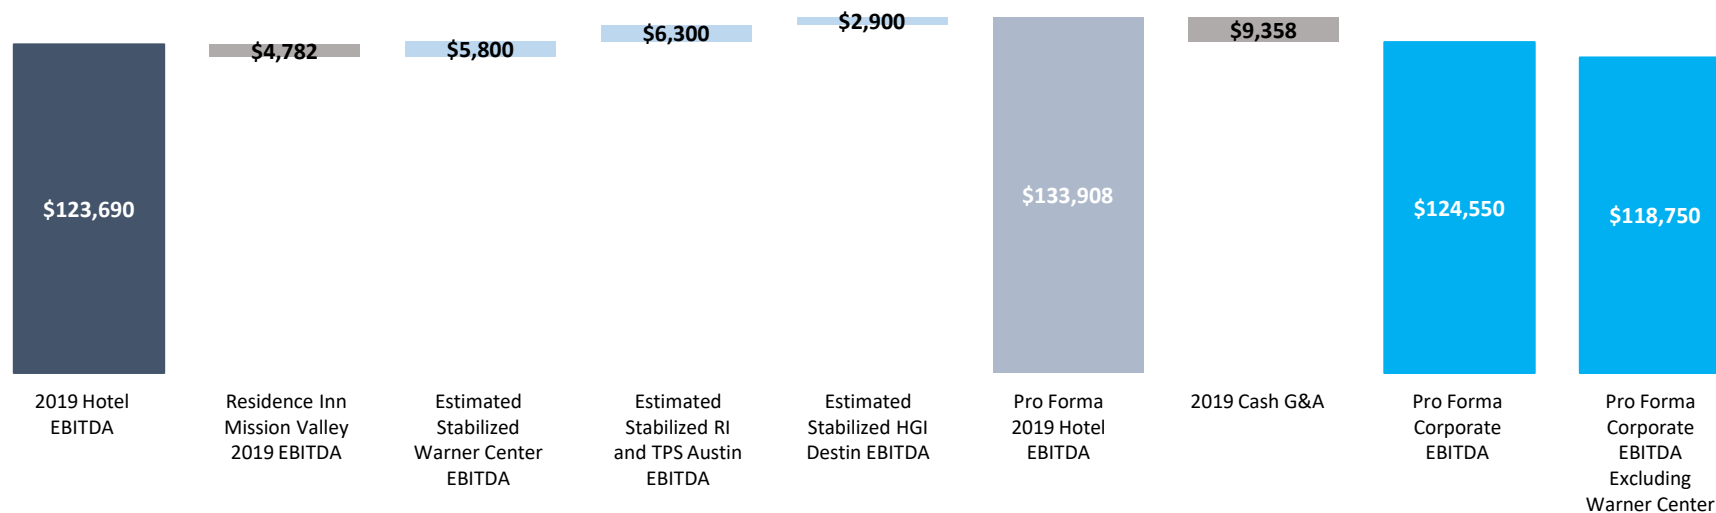 $123,690
$4,782
$5,800
$6,300
$2,900
$133,908
$9,358
$124,550
$118,750
2019 Hotel
EBITDA
Residence Inn
Mission Valley
2019 EBITDA
Estimated
Stabilized
Warner Center
EBITDA
Estimated
Stabilized RI
and TPS Austin
EBITDA
Estimated
Stabilized HGI
Destin EBITDA
Pro Forma
2019 Hotel
EBITDA
2019 Cash G&A
Pro Forma
Corporate
EBITDA
Pro Forma
Corporate
EBITDA
Excluding
Warner Center